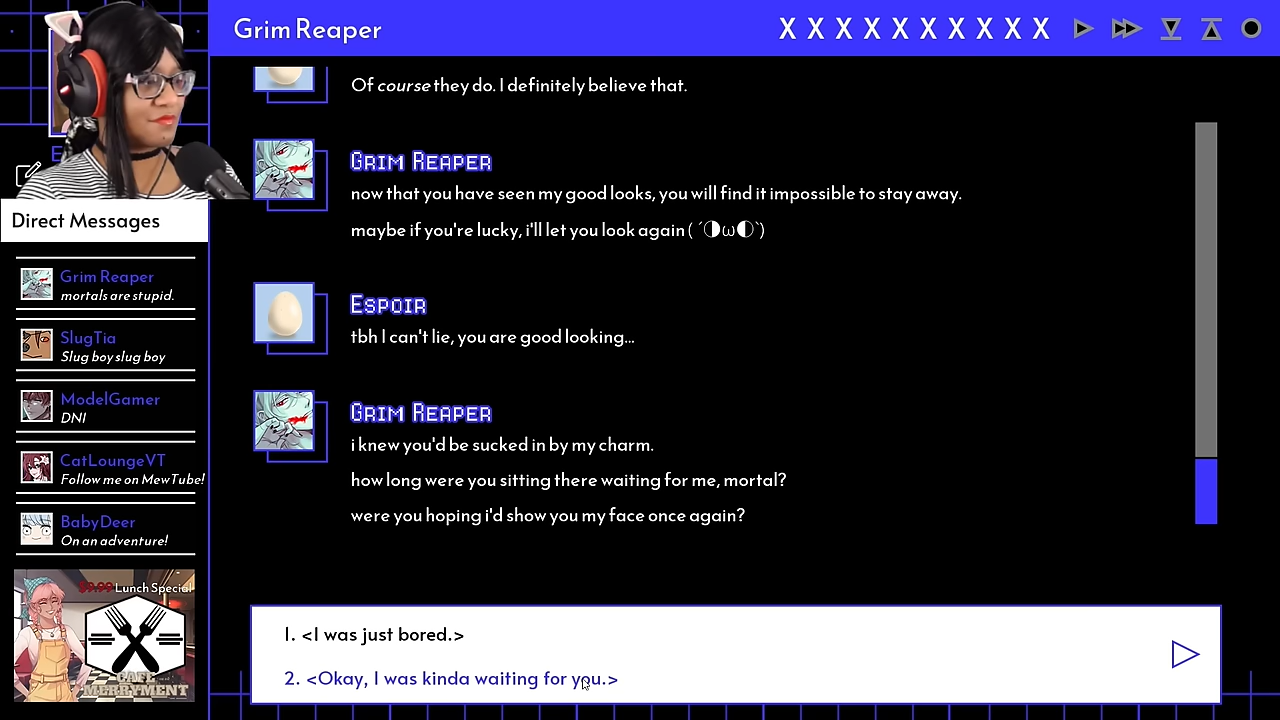 Grim Reaper
X X X X X X X X X X
Direct Messages
Grim Reaper
mortals are stupid.
SlugTia
Slug boy slug boy
ModelGamer
DNI
CatLoungeVT
Follow me on MewTube!
BabyDeer
On an adventure!
$9.99 Lunch Special
CAFE
MERRYMENT
Of course they do. I definitely believe that.
GRIM REAPER
now that you have seen my good looks, you will find it impossible to stay away.
maybe if you're lucky, i'll let you look again ( ´◑ω◐`)
ESPOIR
tbh I can't lie, you are good looking...
GRIM REAPER
i knew you'd be sucked in by my charm.
how long were you sitting there waiting for me, mortal?
were you hoping i'd show you my face once again?
1. <I was just bored.>
2. <Okay, I was kinda waiting for you.>